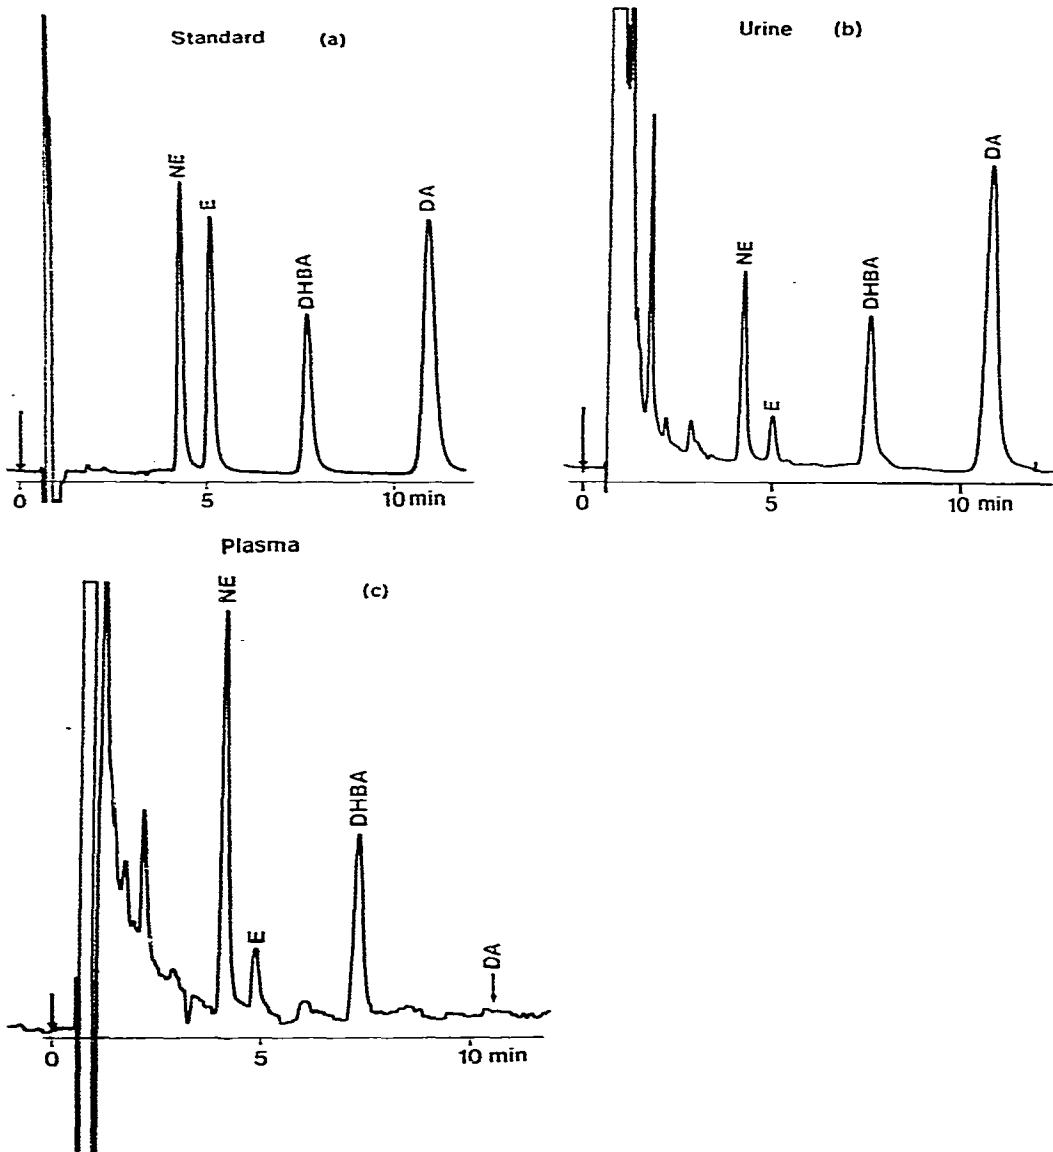 Standard (a)
NE
E
DHBA
DA
0 5 10 min
Urine (b)
NE
E
DHBA
DA
0 5 10 min
Plasma
(c)
NE
E
DHBA
DA
0 5 10 min